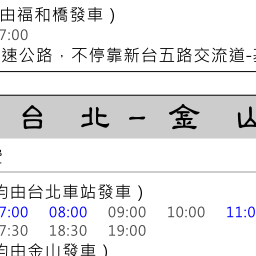 由福和橋發車 )
7:00
速公路，不停靠新台五路交流道-
台 北 – 金 山
均由台北車站發車 )
7:00 08:00 09:00 10:00 11:0
7:30 18:30 19:00
均由金山發車 )